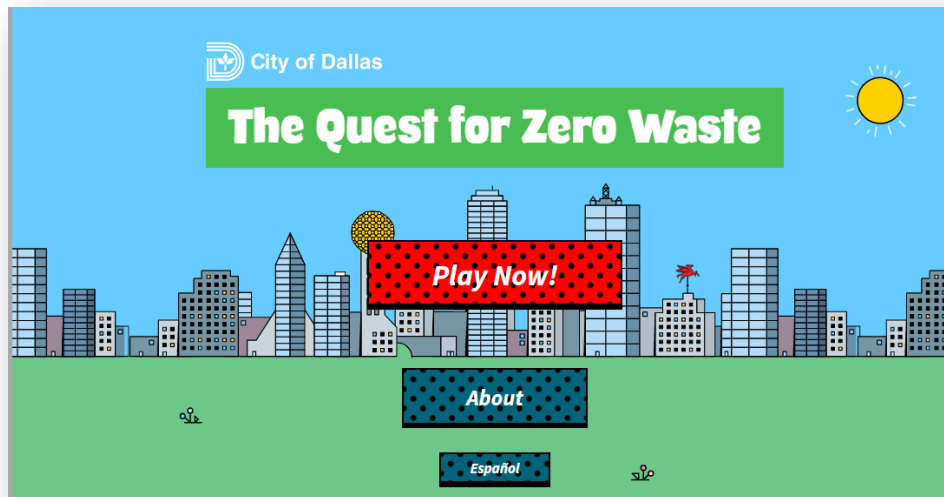 City of Dallas
The Quest for Zero Waste
Play Now!
About
Español